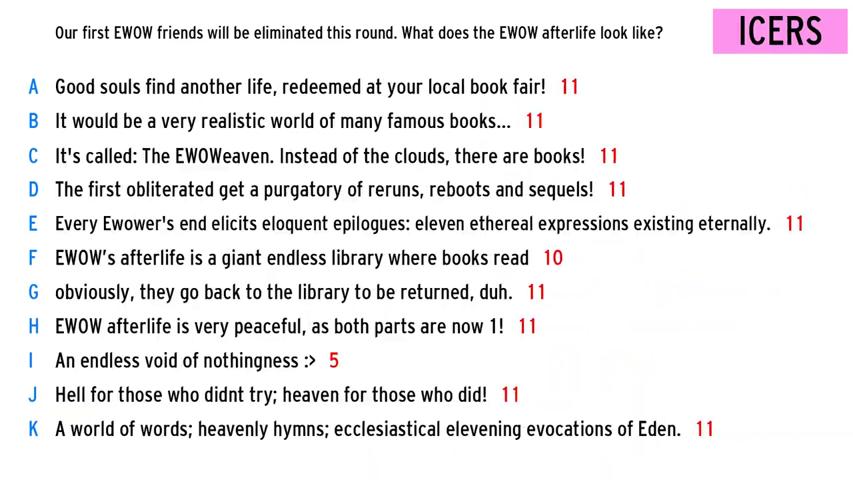 Our first EWOW friends will be eliminated this round. What does the EWOW afterlife look like?
ICERS
A Good souls find another life, redeemed at your local book fair! 11
B It would be a very realistic world of many famous books... 11
C It's called: The EWOWeaven. Instead of the clouds, there are books! 11
D The first obliterated get a purgatory of reruns, reboots and sequels! 11
E Every Ewower's end elicits eloquent epilogues: eleven ethereal expressions existing eternally. 11
F EWOW’s afterlife is a giant endless library where books read 10
G obviously, they go back to the library to be returned, duh. 11
H EWOW afterlife is very peaceful, as both parts are now 1! 11
I An endless void of nothingness :> 5
J Hell for those who didnt try; heaven for those who did! 11
K A world of words; heavenly hymns; ecclesiastical elevening evocations of Eden. 11